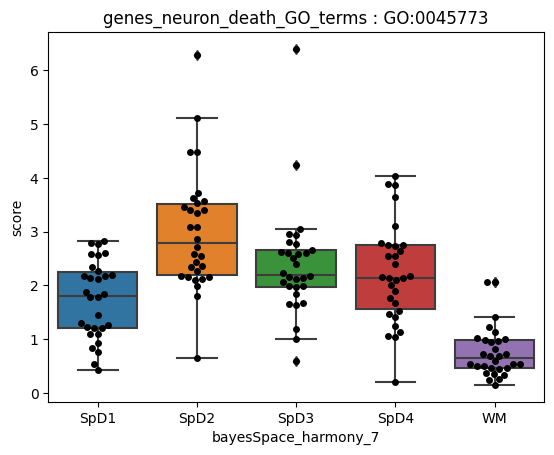 genes_neuron_death_GO_terms : GO:0045773
score
6
5
4
3
2
1
0
SpD1 SpD2 SpD3 SpD4 WM
bayesSpace_harmony_7